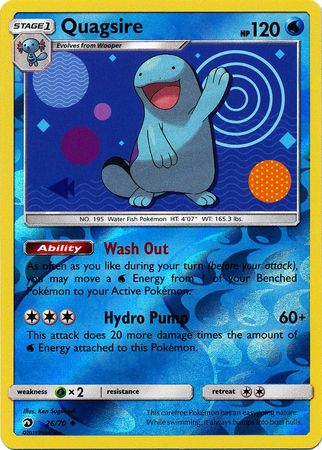 STAGE 1 Quagsire HP 120
Evolves from Wooper
NO. 195 Water Fish Pokémon HT: 4'07" WT: 165.3 lbs.
Ability Wash Out
As often as you like during your turn (before your attack),
you may move a Energy from 1 of your Benched
Pokémon to your Active Pokémon.
Hydro Pump 60+
This attack does 20 more damage times the amount of
Energy attached to this Pokémon.
weakness ×2 resistance retreat
Illus. Ken Sugimori
26/70
This carefree Pokémon has an easygoing nature.
While swimming, it always bumps into boat hulls.